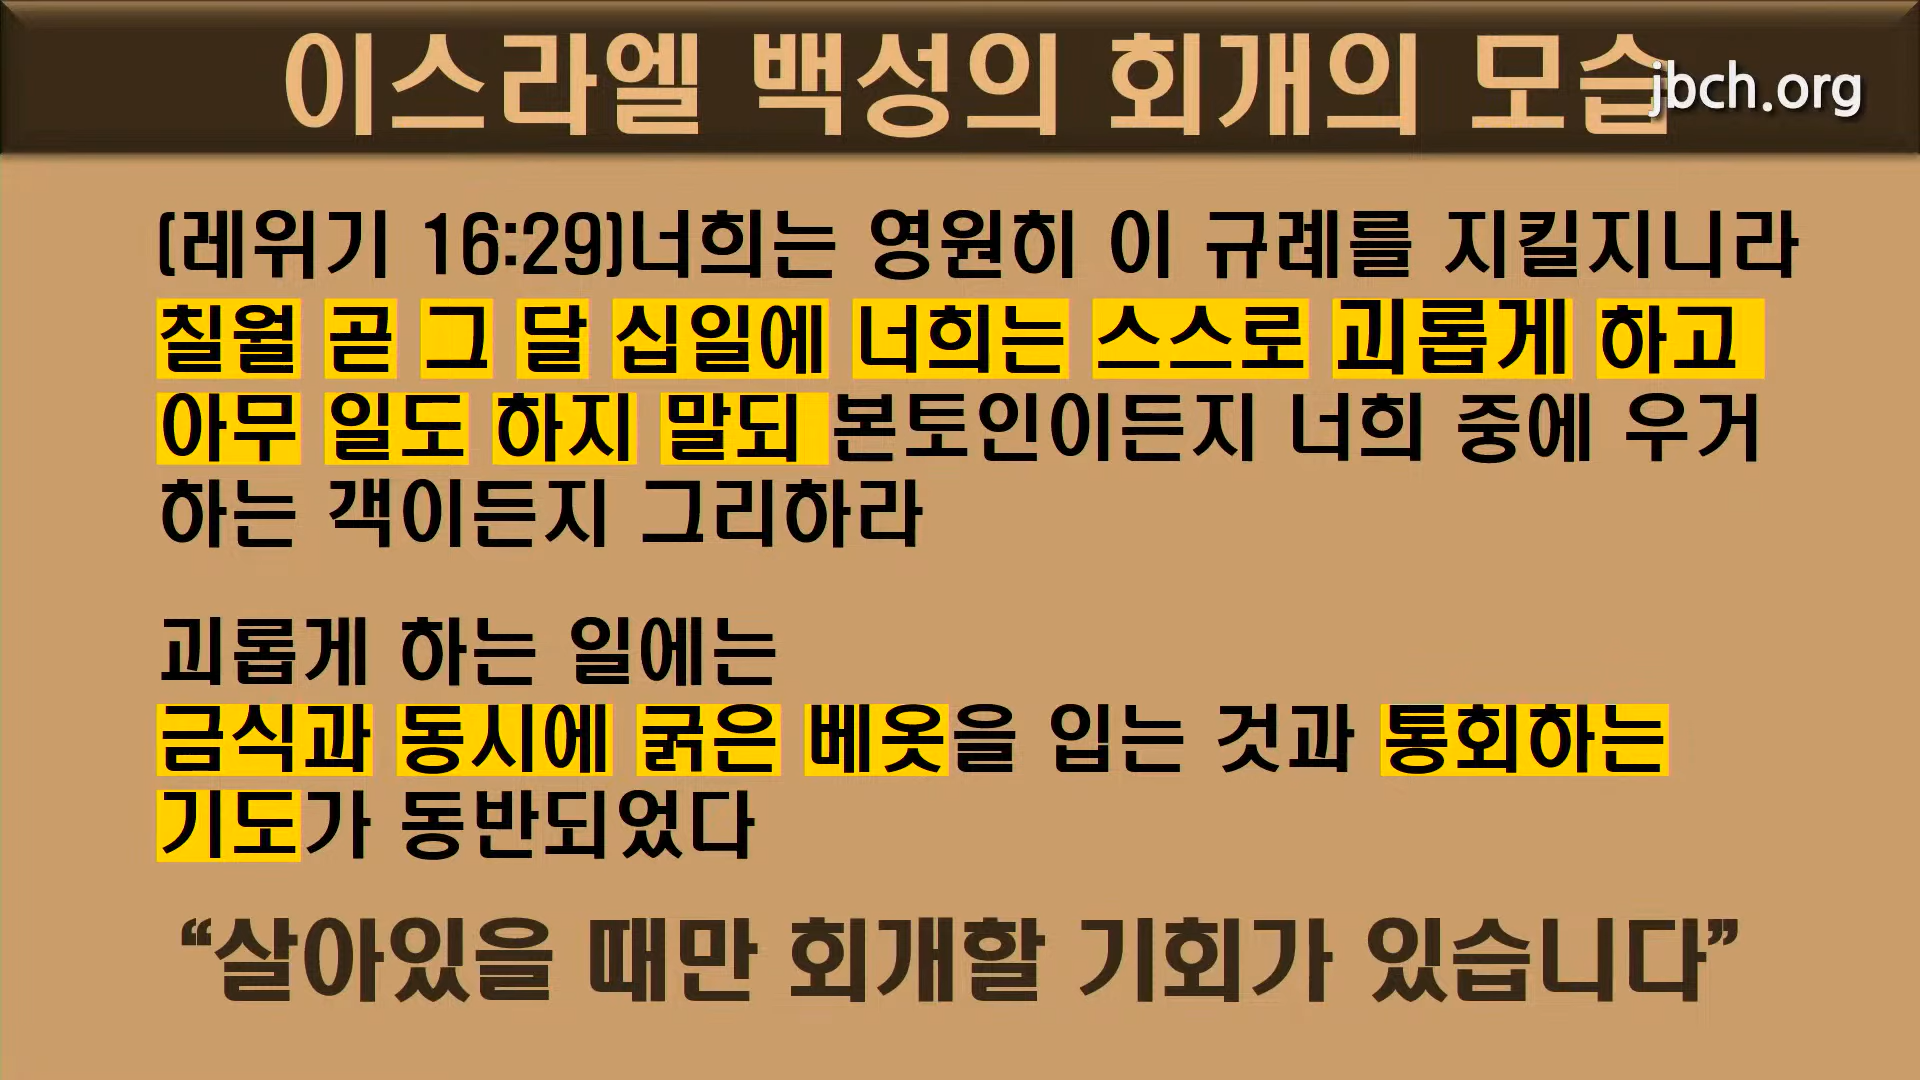 이스라엘 백성의 회개의 모습
jbch.org
(레위기 16:29)너희는 영원히 이 규례를 지킬지니라
칠월 곧 그 달 십일에 너희는 스스로 괴롭게 하고
아무 일도 하지 말되 본토인이든지 너희 중에 우거
하는 객이든지 그리하라
괴롭게 하는 일에는
금식과 동시에 굵은 베옷을 입는 것과 통회하는
기도가 동반되었다
“살아있을 때만 회개할 기회가 있습니다”